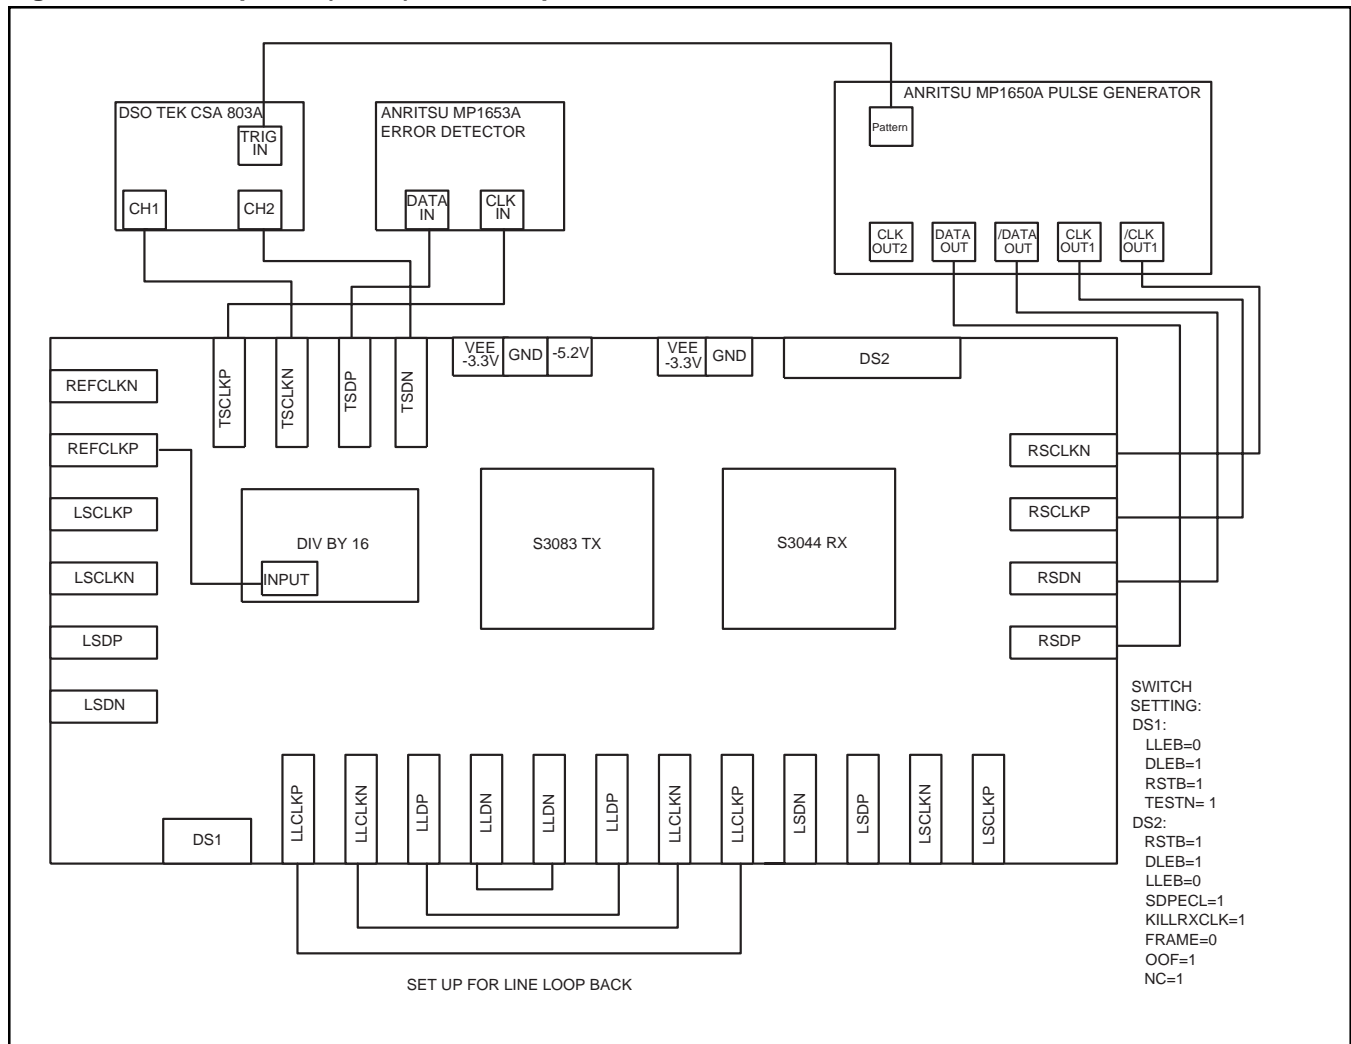 DSO TEK CSA 803A
TRIG
IN
CH1
CH2
ANRITSU MP1653A
ERROR DETECTOR
DATA
IN
CLK
IN
ANRITSU MP1650A PULSE GENERATOR
Pattern
CLK
OUT2
DATA
OUT
/DATA
OUT
CLK
OUT1
/CLK
OUT1
TSCLKP
TSCLKN
TSDP
TSDN
VEE
-3.3V
GND
-5.2V
VEE
-3.3V
GND
DS2
REFCLKN
REFCLKP
LSCLKP
LSCLKN
LSDP
LSDN
DIV BY 16
INPUT
S3083 TX
S3044 RX
RSCLKN
RSCLKP
RSDN
RSDP
DS1
LLCLKP
LLCLKN
LLDP
LLDN
LLDN
LLDP
LLCLKN
LLCLKP
LSDN
LSDP
LSCLKN
LSCLKP
SWITCH
SETTING:
DS1:
LLEB=0
DLEB=1
RSTB=1
TESTN= 1
DS2:
RSTB=1
DLEB=1
LLEB=0
SDPECL=1
KILLRXCLK=1
FRAME=0
OOF=1
NC=1
SET UP FOR LINE LOOP BACK